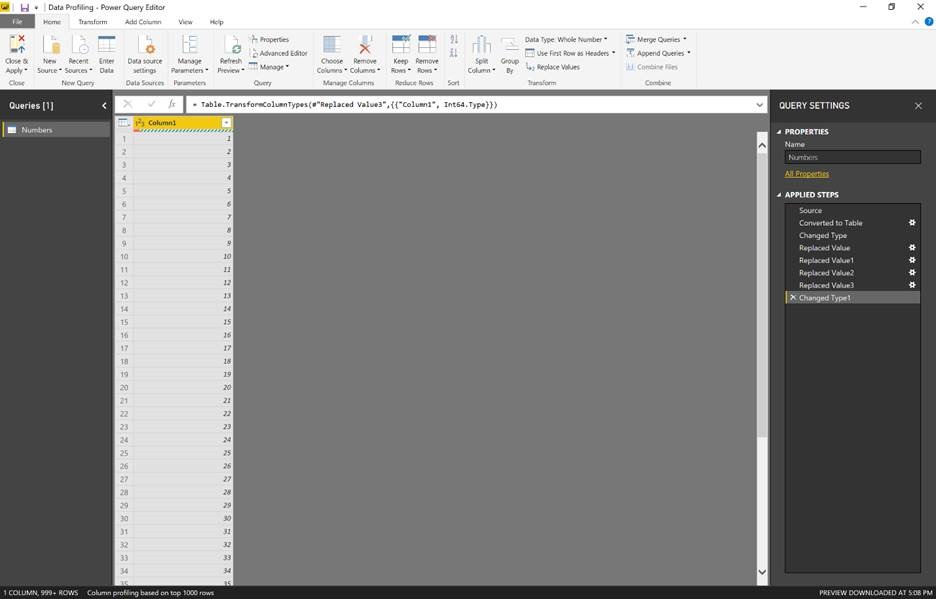 Data Profiling - Power Query Editor
File Home Transform Add Column View Help
Close & Apply
New Source
Recent Sources
Enter Data
Data source settings
Manage Parameters
Refresh Preview
Properties
Advanced Editor
Manage
Choose Columns
Remove Columns
Keep Rows
Remove Rows
Split Column
Group By
Data Type: Whole Number
Use First Row as Headers
Replace Values
Merge Queries
Append Queries
Combine Files
Close
New Query
Data Sources
Parameters
Query
Manage Columns
Reduce Rows
Sort
Transform
Combine
Queries [1]
Numbers
fx
= Table.TransformColumnTypes(#"Replaced Value3",{{"Column1", Int64.Type}})
Column1
1 1
2 2
3 3
4 4
5 5
6 6
7 7
8 8
9 9
10 10
11 11
12 12
13 13
14 14
15 15
16 16
17 17
18 18
19 19
20 20
21 21
22 22
23 23
24 24
25 25
26 26
27 27
28 28
29 29
30 30
31 31
32 32
33 33
34 34
35 35
QUERY SETTINGS
PROPERTIES
Name
Numbers
All Properties
APPLIED STEPS
Source
Converted to Table
Changed Type
Replaced Value
Replaced Value1
Replaced Value2
Replaced Value3
Changed Type1
1 COLUMN, 999+ ROWS Column profiling based on top 1000 rows
PREVIEW DOWNLOADED AT 5:08 PM